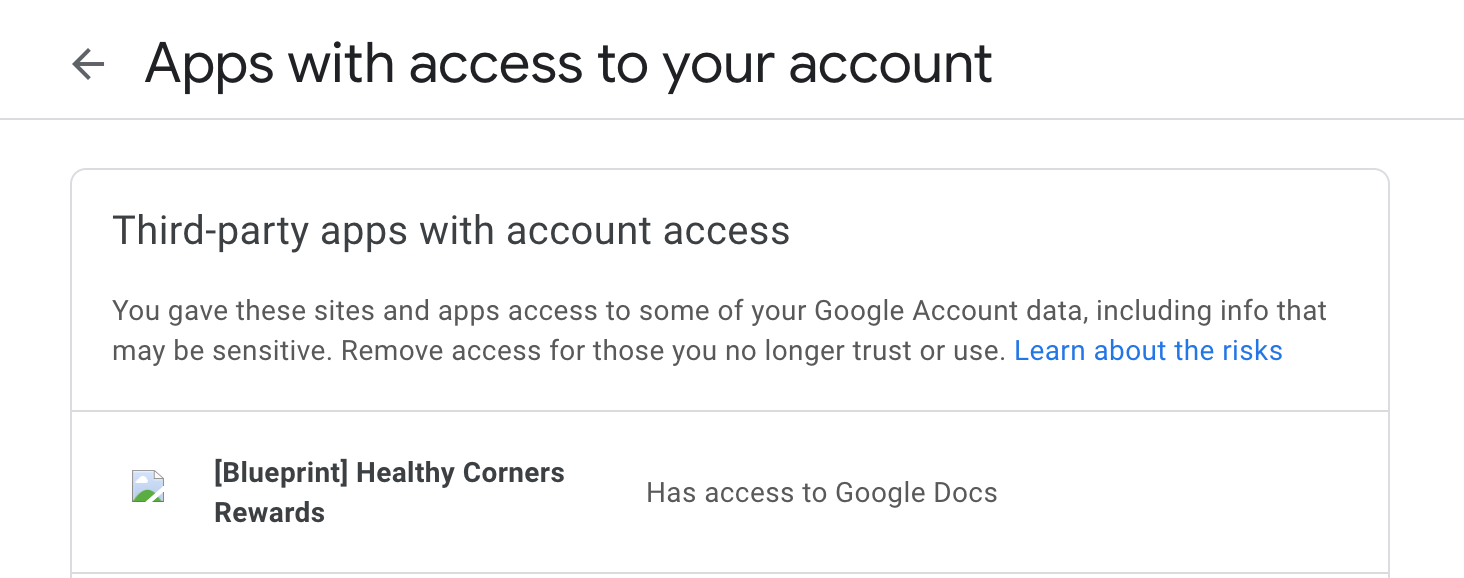 Apps with access to your account
Third-party apps with account access
You gave these sites and apps access to some of your Google Account data, including info that
may be sensitive. Remove access for those you no longer trust or use. Learn about the risks
[Blueprint] Healthy Corners
Rewards
Has access to Google Docs